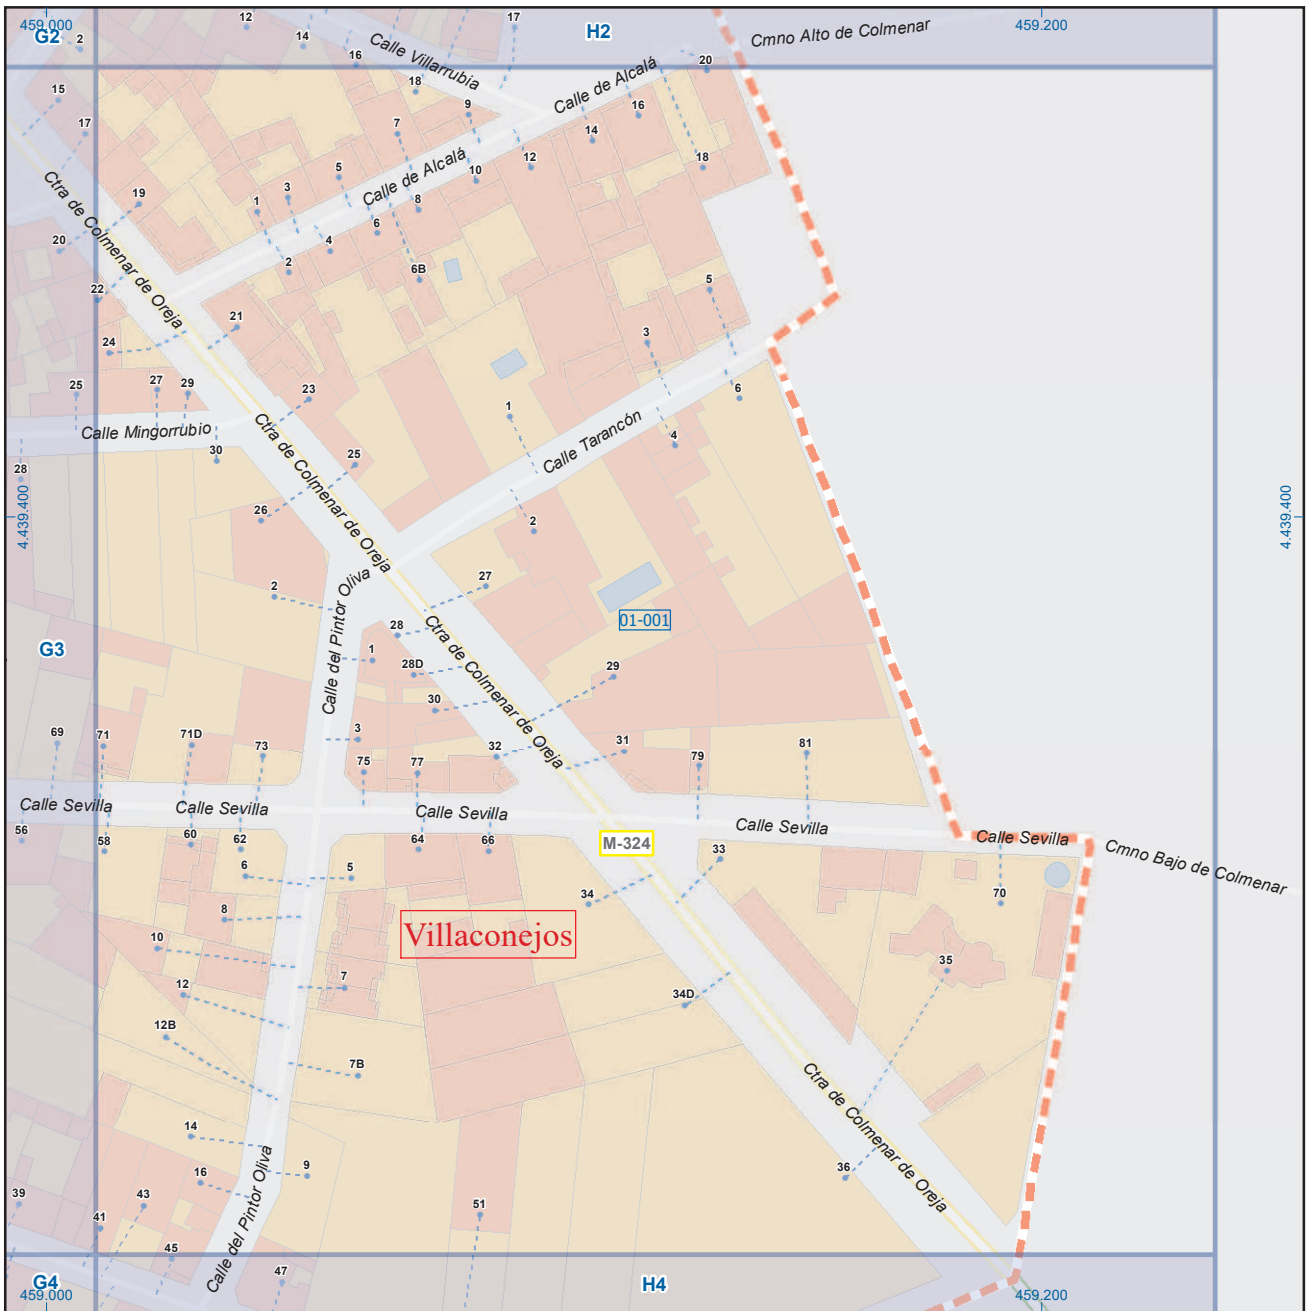 459.000
G2
2
12
14
Calle Villarrubia
17
H2
Cmno Alto de Colmenar
459.200
15
17
16
18
9
7
Calle de Alcalá
20
16
14
12
18
19
5
3
1
Calle de Alcalá
10
8
6
4
2
6B
20
22
Ctra de Colmenar de Oreja
24
21
5
3
25
27
29
23
6
Calle Mingorrubio
30
28
1
Calle Tarancón
4
Ctra de Colmenar de Oreja
25
26
2
4.439.400
4.439.400
2
Calle del Pintor Oliva
27
28
01-001
G3
1
28D
Ctra de Colmenar de Oreja
29
30
3
69
71
71D
73
75
77
32
31
79
81
Calle Sevilla
Calle Sevilla
Calle Sevilla
Calle Sevilla
Calle Sevilla
Cmno Bajo de Colmenar
56
58
60
62
64
66
M-324
33
6
5
34
70
8
Villaconejos
10
35
12
7
34D
12B
7B
Ctra de Colmenar de Oreja
14
16
9
36
Calle del Pintor Oliva
39
41
43
45
51
47
G4
459.000
H4
459.200